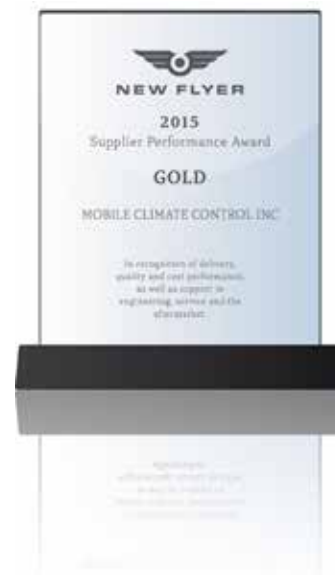 NEW FLYER
2015
Supplier Performance Award
GOLD
MOBILE CLIMATE CONTROL INC
In recognition of delivery,
quality and cost performance,
as well as support in
engineering, service and the
aftermarket